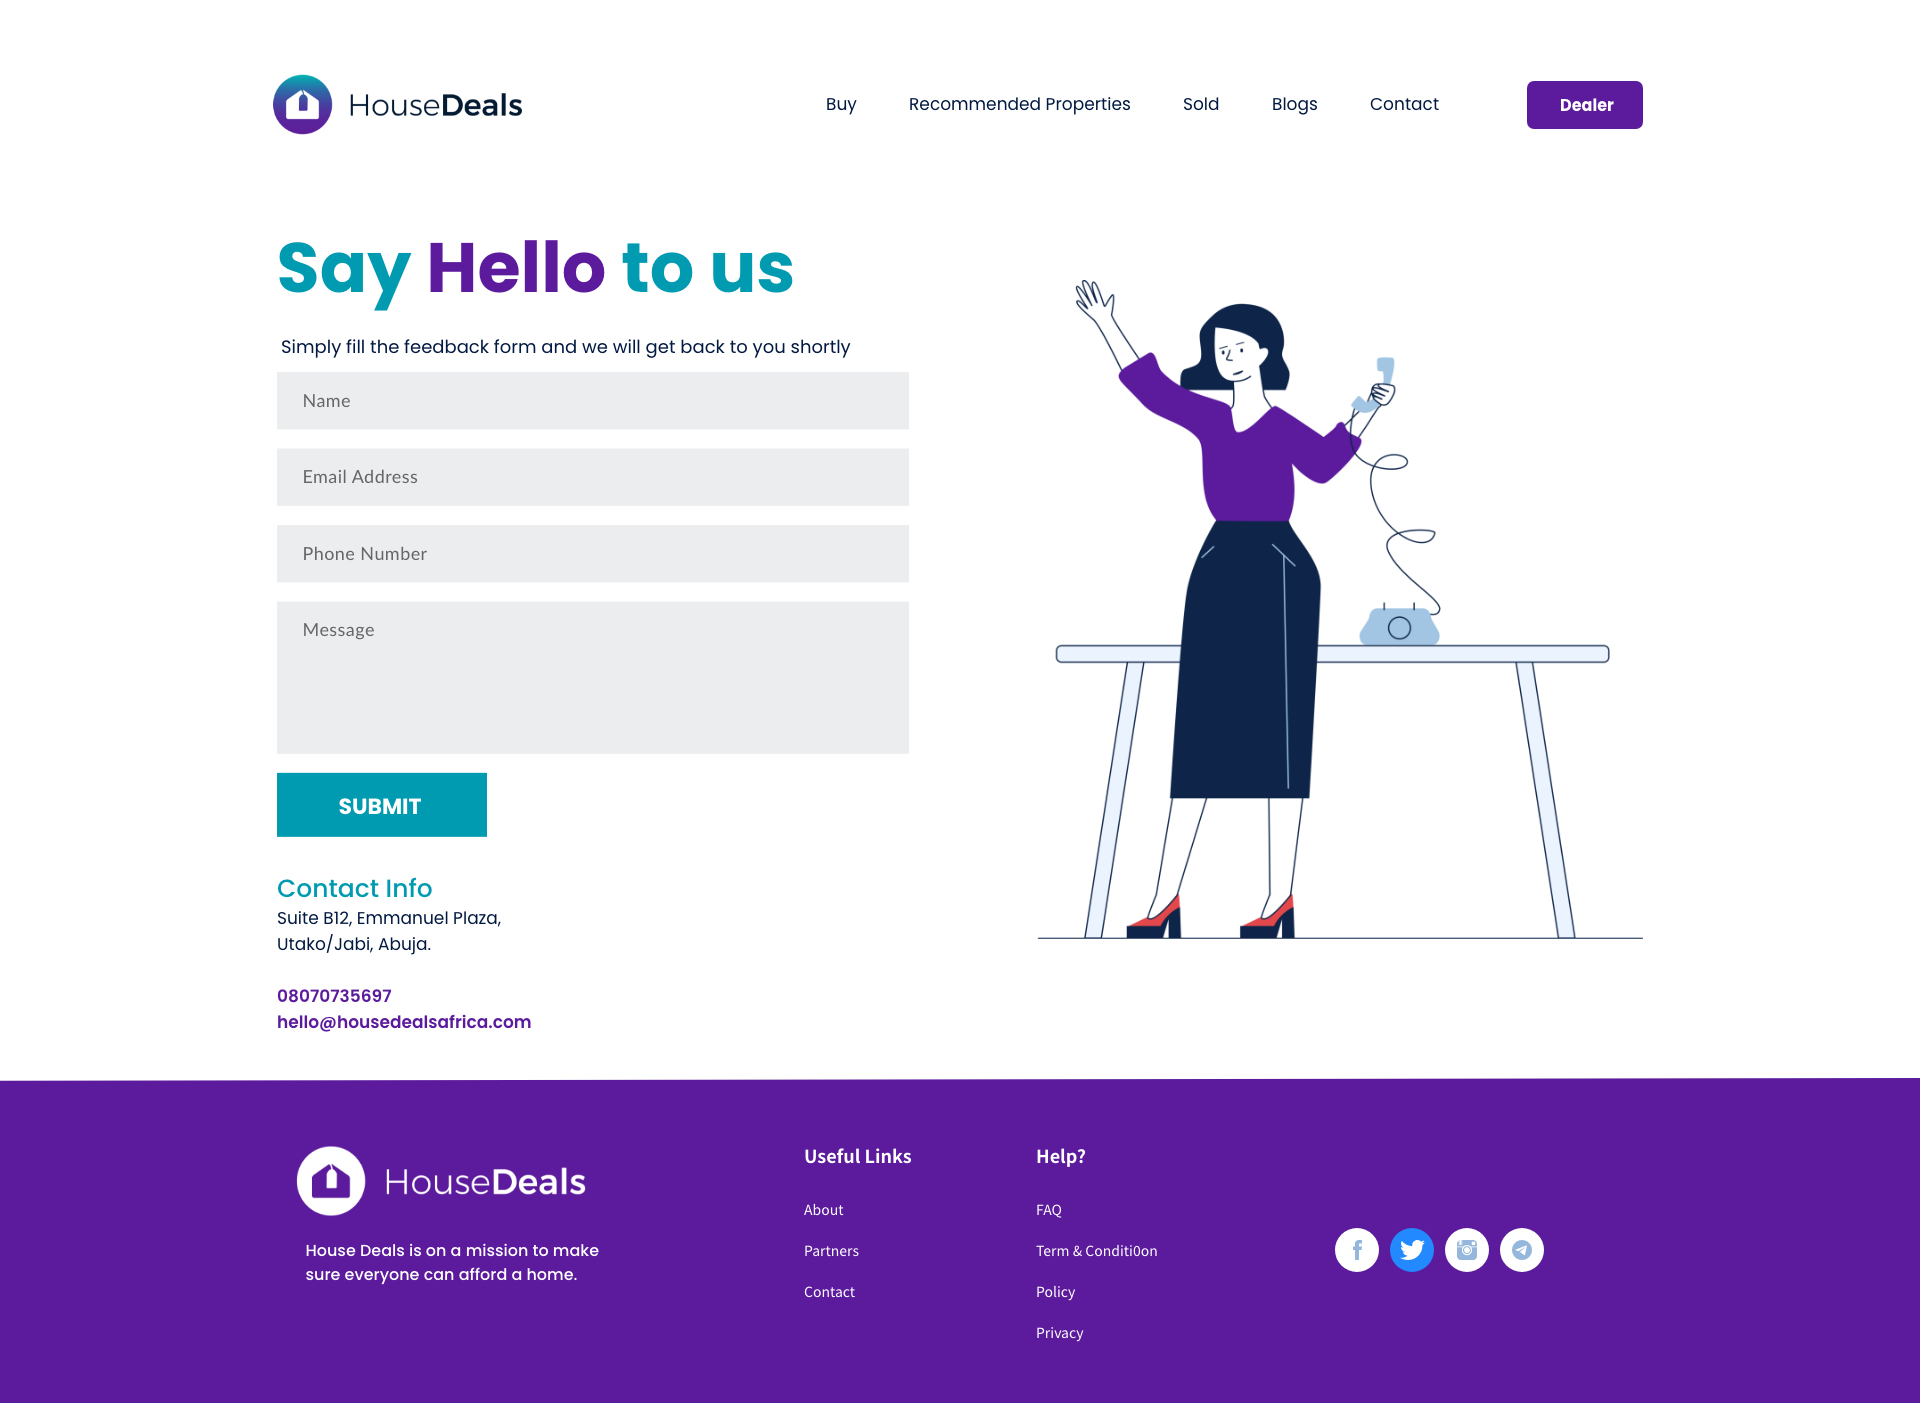 HouseDeals
Buy Recommended Properties Sold Blogs Contact Dealer
Say Hello to us
Simply fill the feedback form and we will get back to you shortly
Name
Email Address
Phone Number
Message
SUBMIT
Contact Info
Suite B12, Emmanuel Plaza,
Utako/Jabi, Abuja.
08070735697
hello@housedealsafrica.com
HouseDeals
House Deals is on a mission to make
sure everyone can afford a home.
Useful Links
About
Partners
Contact
Help?
FAQ
Term & Conditi0on
Policy
Privacy